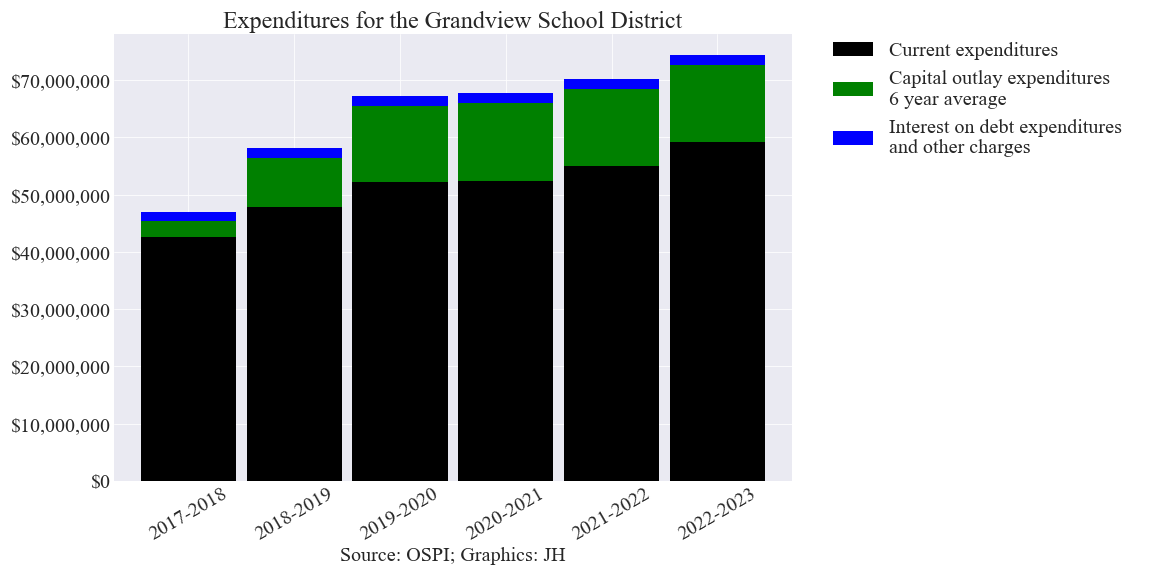 Expenditures for the Grandview School District
$70,000,000
$60,000,000
$50,000,000
$40,000,000
$30,000,000
$20,000,000
$10,000,000
$0
2017-2018
2018-2019
2019-2020
2020-2021
2021-2022
2022-2023
Source: OSPI; Graphics: JH
Current expenditures
Capital outlay expenditures
6 year average
Interest on debt expenditures
and other charges